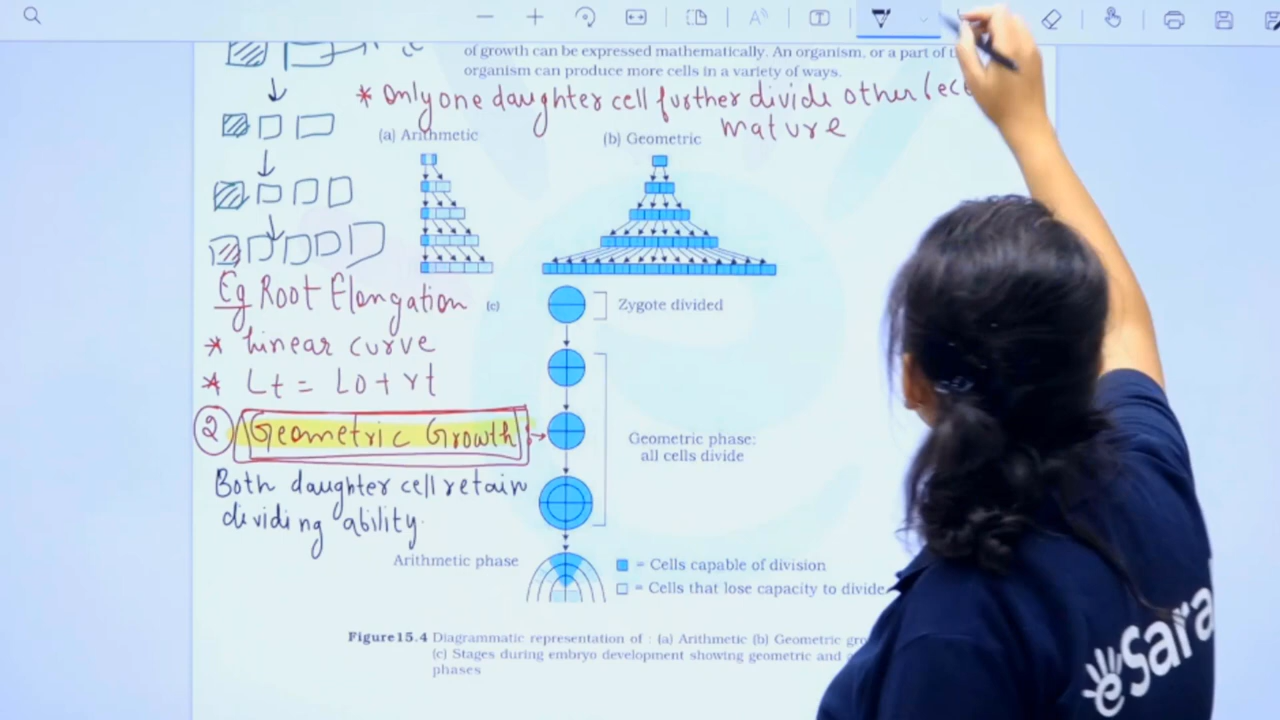 of growth can be expressed mathematically. An organism, or a part of
organism can produce more cells in a variety of ways.
* Only one daughter cell further divide other
mature
(a) Arithmetic
(b) Geometric
Eg Root Elongation
* Linear curve
* Lt = L0 + rt
② Geometric Growth
Both daughter cell retain
dividing ability.
(c)
Zygote divided
Geometric phase:
all cells divide
Arithmetic phase
= Cells capable of division
= Cells that lose capacity to divide
Figure 15.4 Diagrammatic representation of : (a) Arithmetic (b) Geometric
(c) Stages during embryo development showing geometric and
phases
eSara